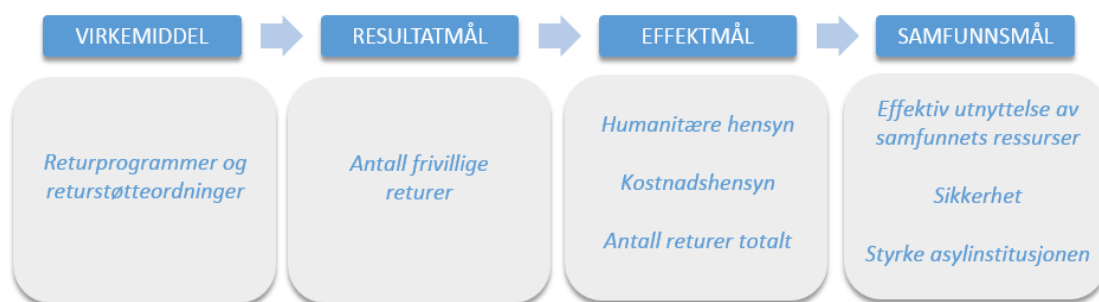 VIRKEMIDDEL
RESULTATMÅL
EFFEKTMÅL
SAMFUNNSMÅL
Returprogrammer og
returstøtteordninger
Antall frivillige
returer
Humanitære hensyn
Kostnadshensyn
Antall returer totalt
Effektiv utnyttelse av
samfunnets ressurser
Sikkerhet
Styrke asylinstitusjonen